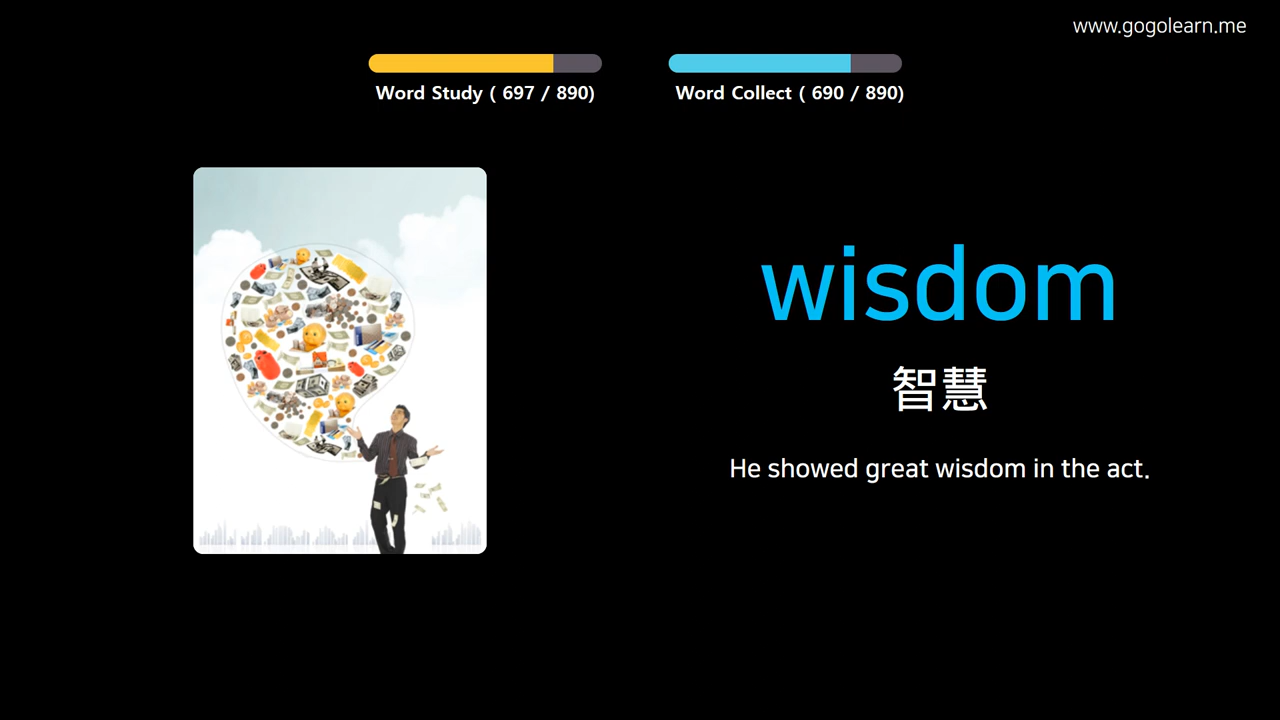 www.gogolearn.me
Word Study ( 697 / 890)
Word Collect ( 690 / 890)
wisdom
智慧
He showed great wisdom in the act.